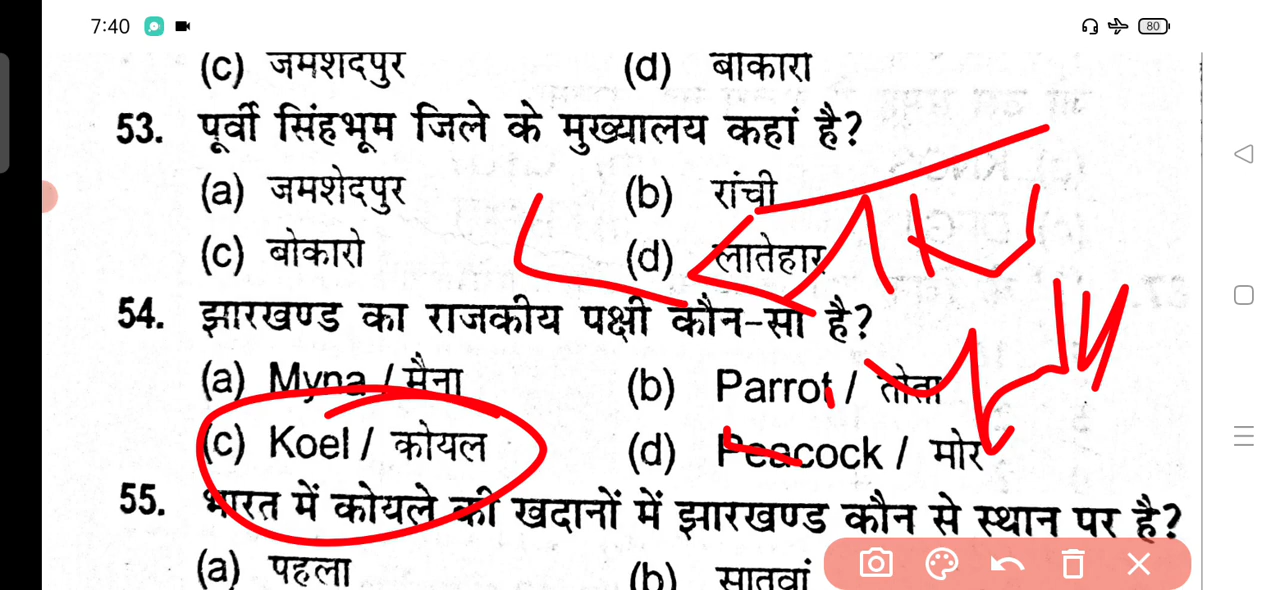 7:40 80
(c) जमशेदपुर (d) बोकारो
53. पूर्वी सिंहभूम जिले के मुख्यालय कहां है?
(a) जमशेदपुर (b) रांची
(c) बोकारो (d) लातेहार
54. झारखण्ड का राजकीय पक्षी कौन-सा है?
(a) Myna / मैना (b) Parrot / तोता
(c) Koel / कोयल (d) Peacock / मोर
55. भारत में कोयले की खदानों में झारखण्ड कौन से स्थान पर है?
(a) पहला (b) सातवां